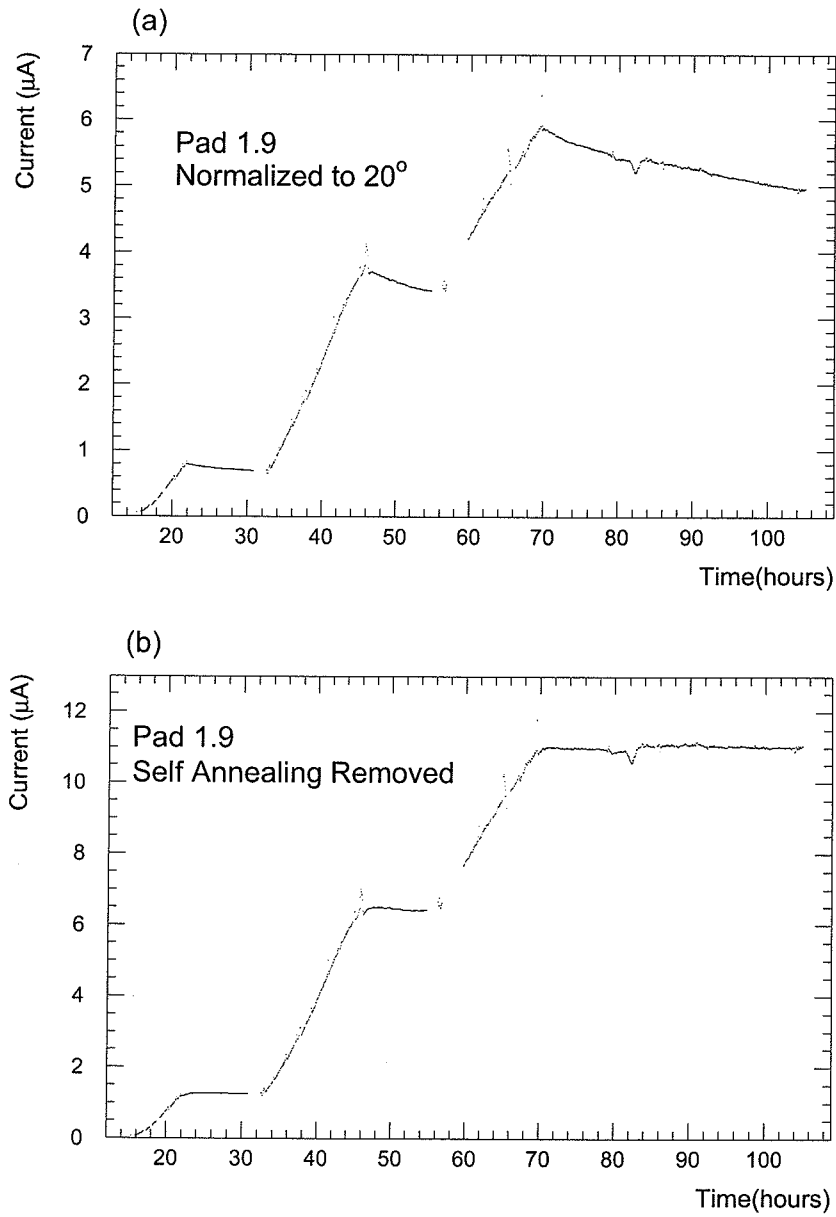 (a)
Current (μA)
7
6
5
4
3
2
1
0
Pad 1.9
Normalized to 20°
20 30 40 50 60 70 80 90 100
Time(hours)
(b)
Current (μA)
12
10
8
6
4
2
0
Pad 1.9
Self Annealing Removed
20 30 40 50 60 70 80 90 100
Time(hours)